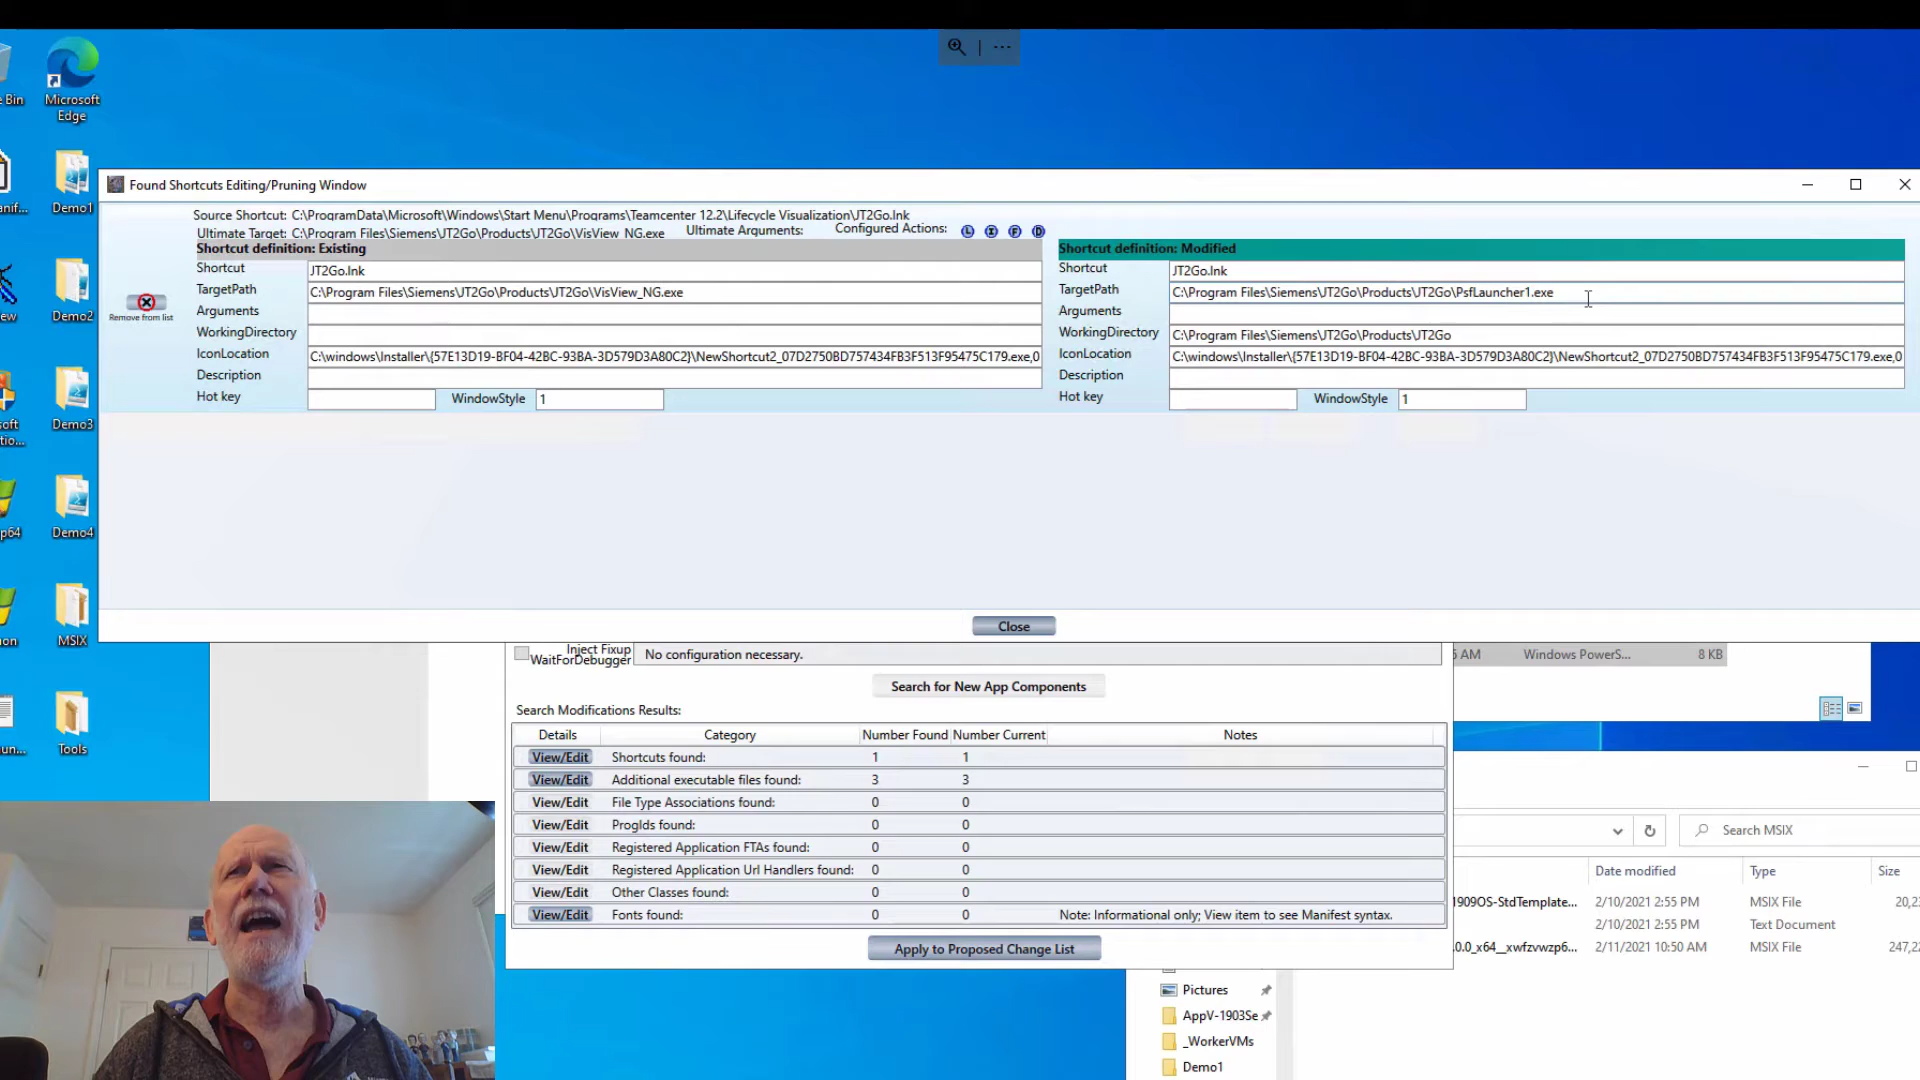 e Bin
Microsoft
Edge
anif...
Demo1
ew
Demo2
soft
tio...
Demo3
p64
Demo4
non
MSIX
un...
Tools
Found Shortcuts Editing/Pruning Window
Source Shortcut: C:\ProgramData\Microsoft\Windows\Start Menu\Programs\Teamcenter 12.2\Lifecycle Visualization\JT2Go.lnk
Ultimate Target: C:\Program Files\Siemens\JT2Go\Products\JT2Go\VisView_NG.exe Ultimate Arguments: Configured Actions: L X F D
Remove from list
Shortcut definition: Existing
Shortcut JT2Go.lnk
TargetPath C:\Program Files\Siemens\JT2Go\Products\JT2Go\VisView_NG.exe
Arguments
WorkingDirectory
IconLocation C:\windows\Installer\{57E13D19-BF04-42BC-93BA-3D579D3A80C2}\NewShortcut2_07D2750BD757434FB3F513F95475C179.exe,0
Description
Hot key WindowStyle 1
Shortcut definition: Modified
Shortcut JT2Go.lnk
TargetPath C:\Program Files\Siemens\JT2Go\Products\JT2Go\PsfLauncher1.exe
Arguments
WorkingDirectory C:\Program Files\Siemens\JT2Go\Products\JT2Go
IconLocation C:\windows\Installer\{57E13D19-BF04-42BC-93BA-3D579D3A80C2}\NewShortcut2_07D2750BD757434FB3F513F95475C179.exe,0
Description
Hot key WindowStyle 1
Close
Inject Fixup
WaitForDebugger No configuration necessary.
Search for New App Components
Search Modifications Results:
Details Category Number Found Number Current Notes
View/Edit Shortcuts found: 1 1
View/Edit Additional executable files found: 3 3
View/Edit File Type Associations found: 0 0
View/Edit ProgIds found: 0 0
View/Edit Registered Application FTAs found: 0 0
View/Edit Registered Application Url Handlers found: 0 0
View/Edit Other Classes found: 0 0
View/Edit Fonts found: 0 0 Note: Informational only; View item to see Manifest syntax.
Apply to Proposed Change List
AM Windows PowerS... 8 KB
Search MSIX
Date modified Type Size
1909OS-StdTemplate... 2/10/2021 2:55 PM MSIX File 20,2
2/10/2021 2:55 PM Text Document
.0.0_x64__xwfzvwzp6... 2/11/2021 10:50 AM MSIX File 247,2
Pictures
AppV-1903Se
_WorkerVMs
Demo1